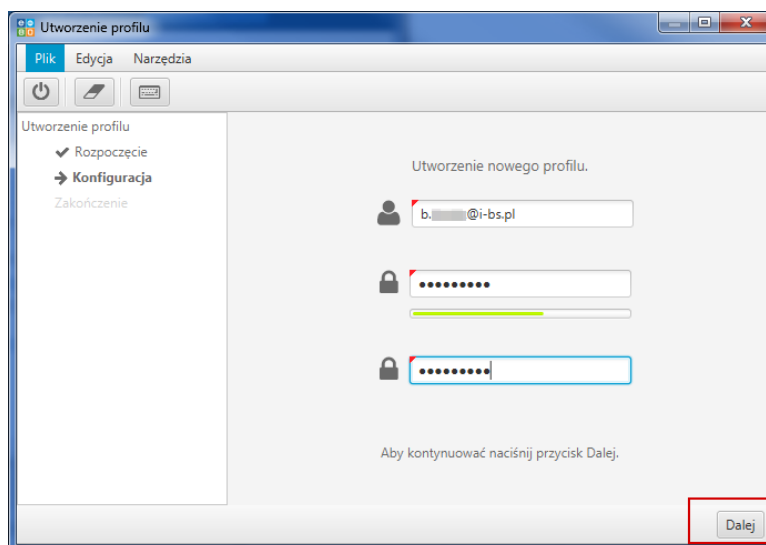 Utworzenie profilu
Plik Edycja Narzędzia
Utworzenie profilu
Rozpoczęcie
Konfiguracja
Zakończenie
Utworzenie nowego profilu.
b. @i-bs.pl
Aby kontynuować naciśnij przycisk Dalej.
Dalej